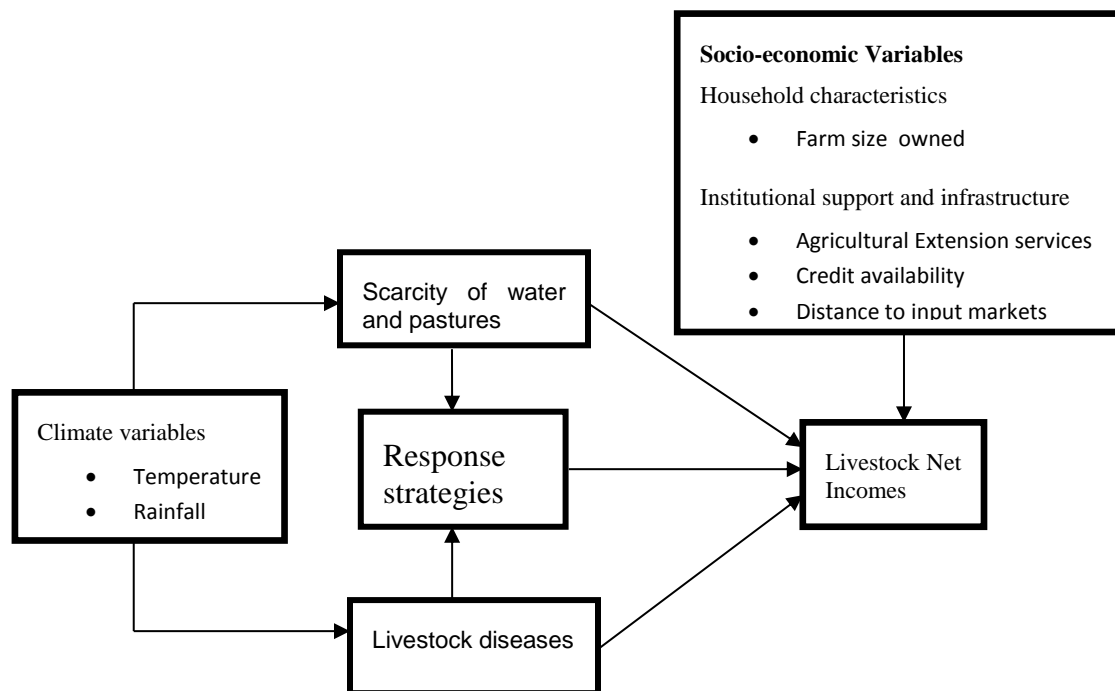 Socio-economic Variables
Household characteristics
• Farm size owned
Institutional support and infrastructure
• Agricultural Extension services
• Credit availability
• Distance to input markets
Scarcity of water
and pastures
Climate variables
• Temperature
• Rainfall
Response
strategies
Livestock Net
Incomes
Livestock diseases